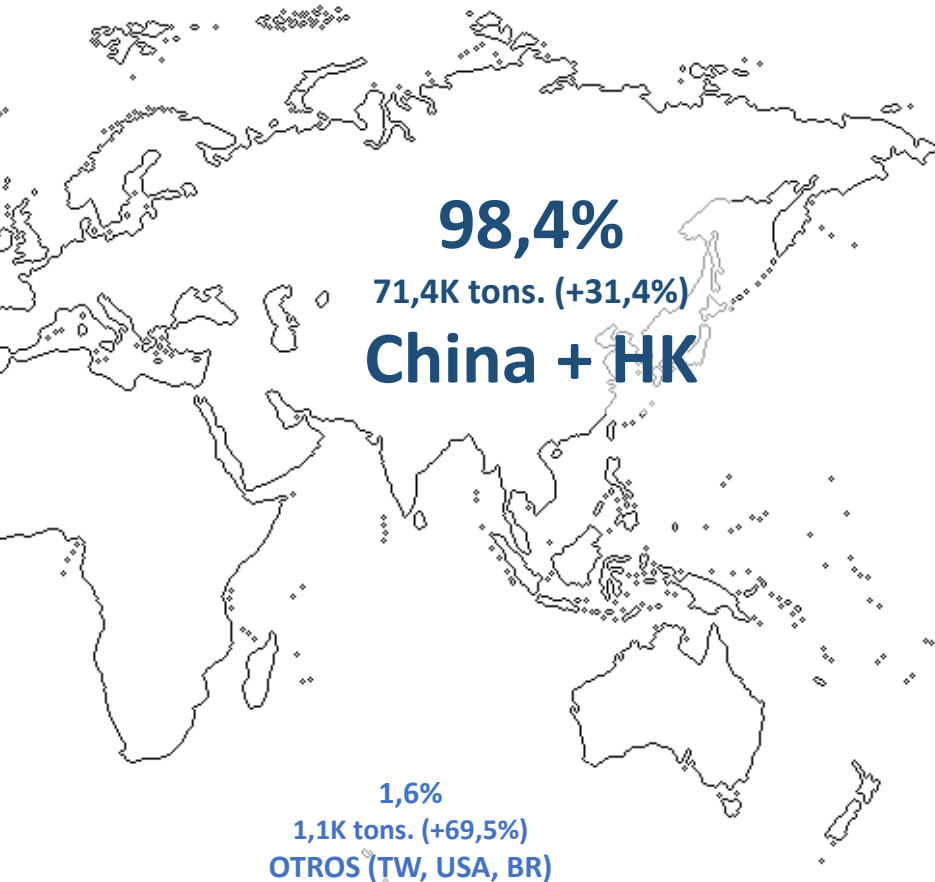 98,4%
71,4K tons. (+31,4%)
China + HK
1,6%
1,1K tons. (+69,5%)
OTROS (TW, USA, BR)